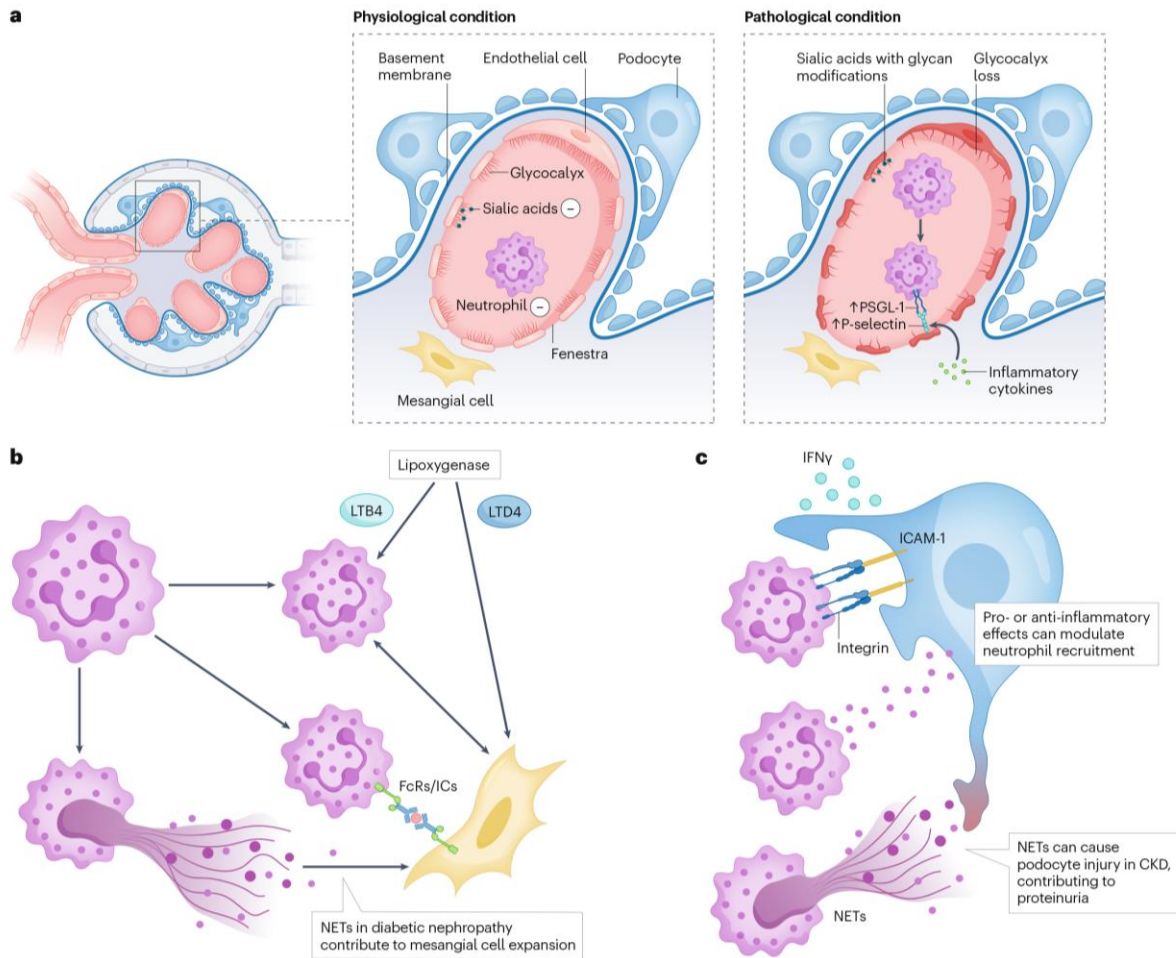 a
Physiological condition
Basement
membrane
Endothelial cell
Podocyte
Glycocalyx
Sialic acids −
Neutrophil −
Fenestra
Mesangial cell
Pathological condition
Sialic acids with glycan
modifications
Glycocalyx
loss
↑PSGL-1
↑P-selectin
Inflammatory
cytokines
b
Lipoxygenase
LTB4
LTD4
FcRs/ICs
NETs in diabetic nephropathy
contribute to mesangial cell expansion
c
IFNγ
ICAM-1
Integrin
Pro- or anti-inflammatory
effects can modulate
neutrophil recruitment
NETs can cause
podocyte injury in CKD,
contributing to
proteinuria
NETs